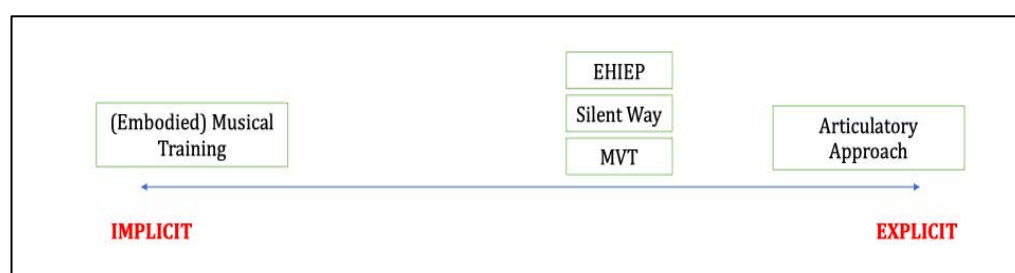 EHIEP
(Embodied) Musical
Training
Silent Way
MVT
Articulatory
Approach
IMPLICIT
EXPLICIT